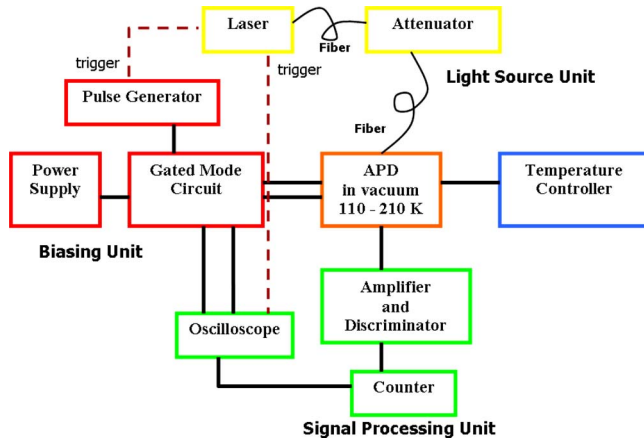 Laser
Fiber
Attenuator
trigger
trigger
Light Source Unit
Pulse Generator
Fiber
Power
Supply
Gated Mode
Circuit
APD
in vacuum
110 - 210 K
Temperature
Controller
Biasing Unit
Amplifier
and
Discriminator
Oscilloscope
Counter
Signal Processing Unit